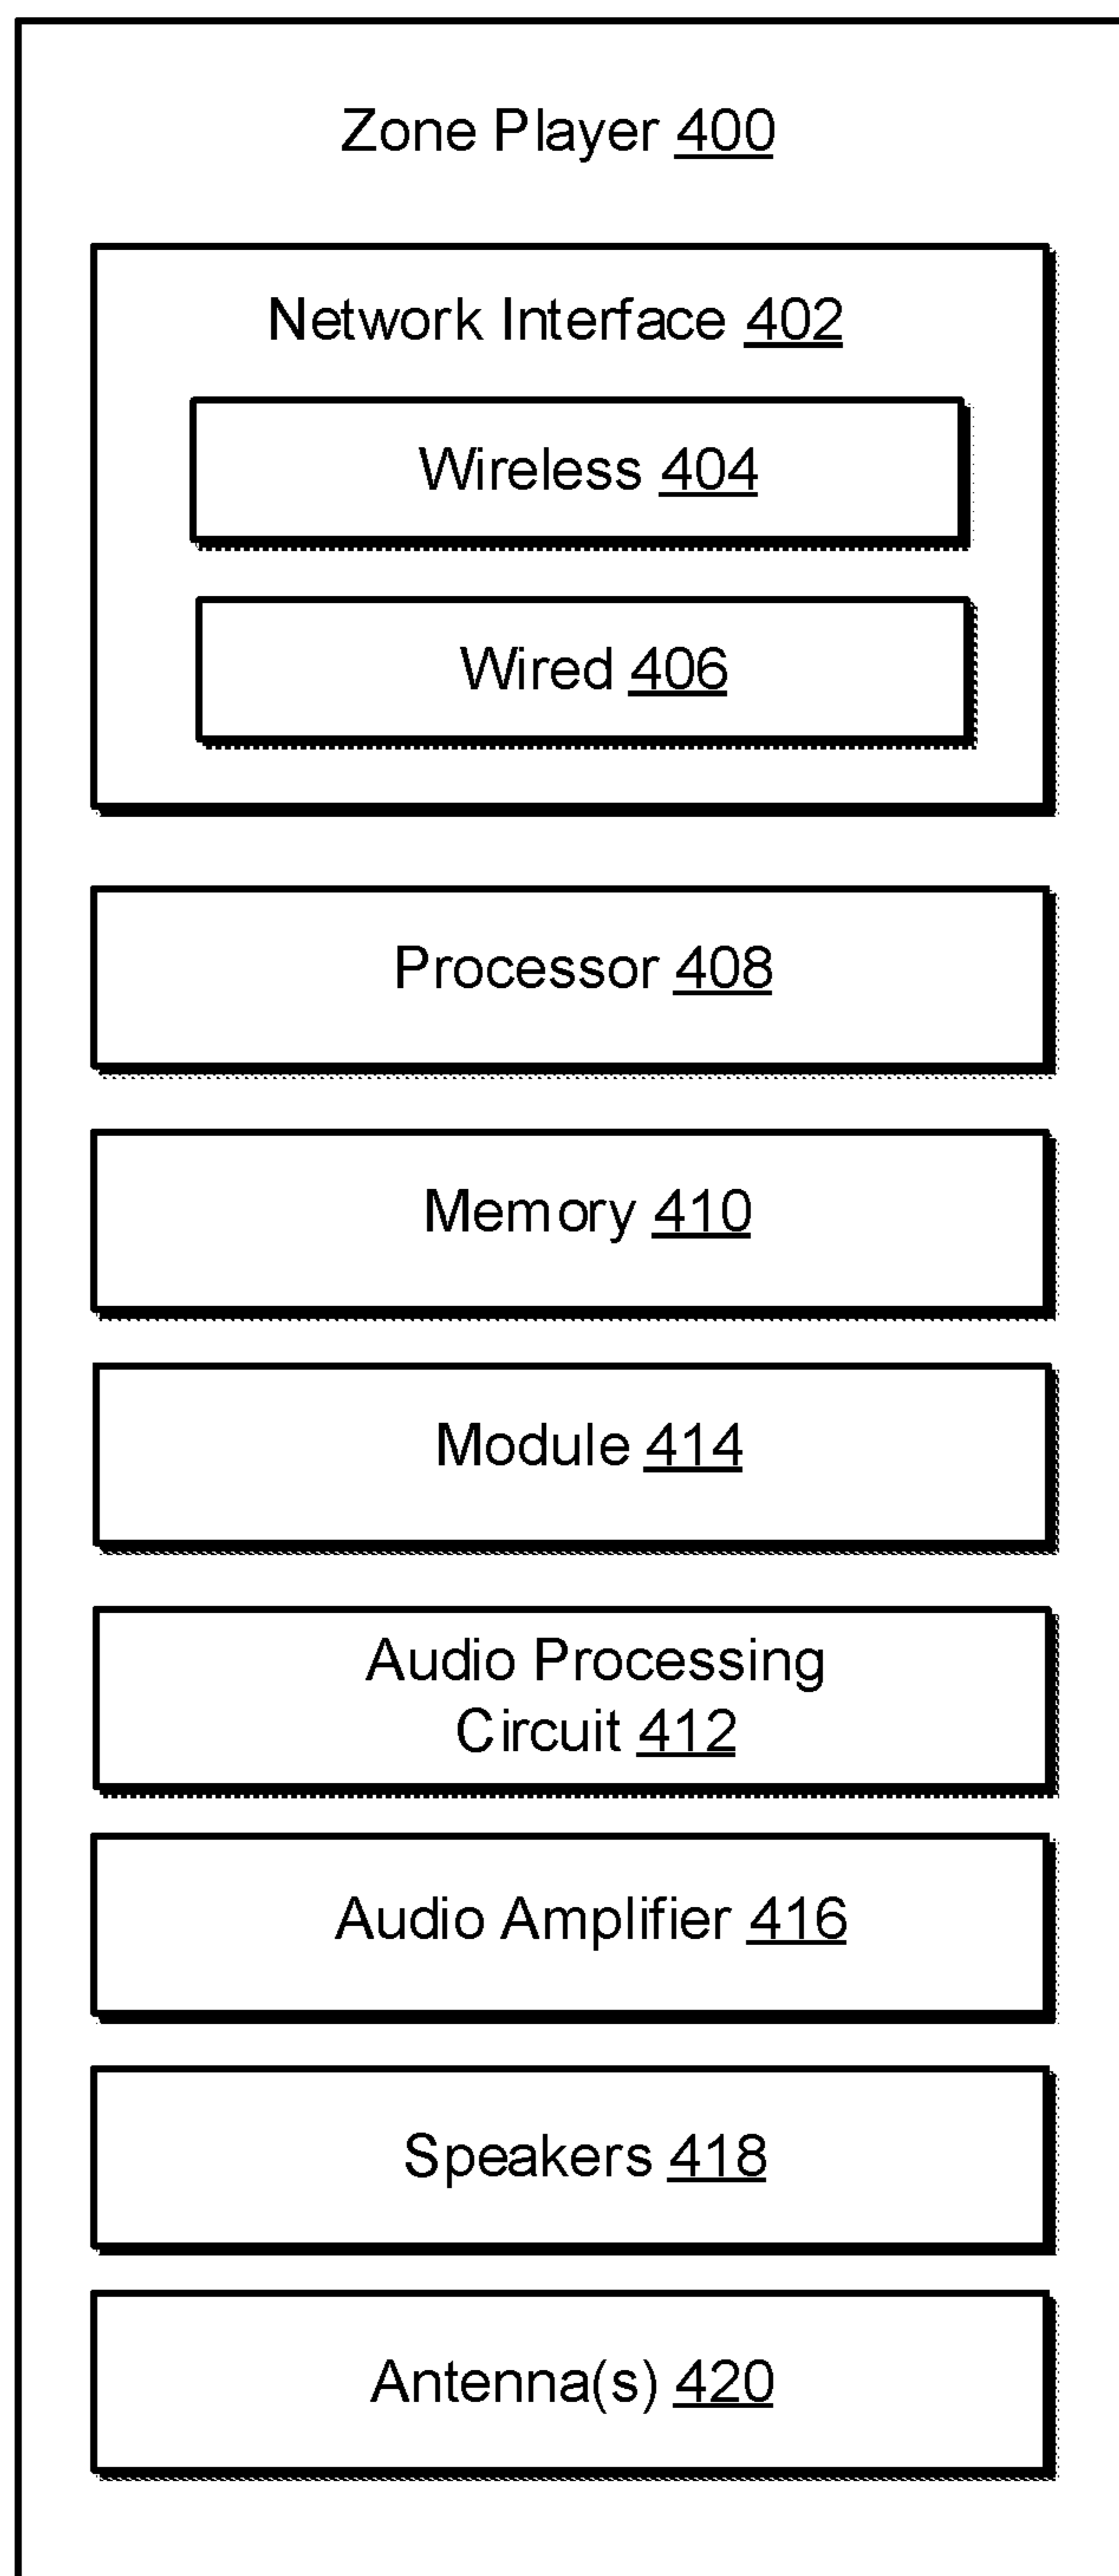 Zone Player 400
Network Interface 402
Wireless 404
Wired 406
Processor 408
Memory 410
Module 414
Audio Processing
Circuit 412
Audio Amplifier 416
Speakers 418
Antenna(s) 420